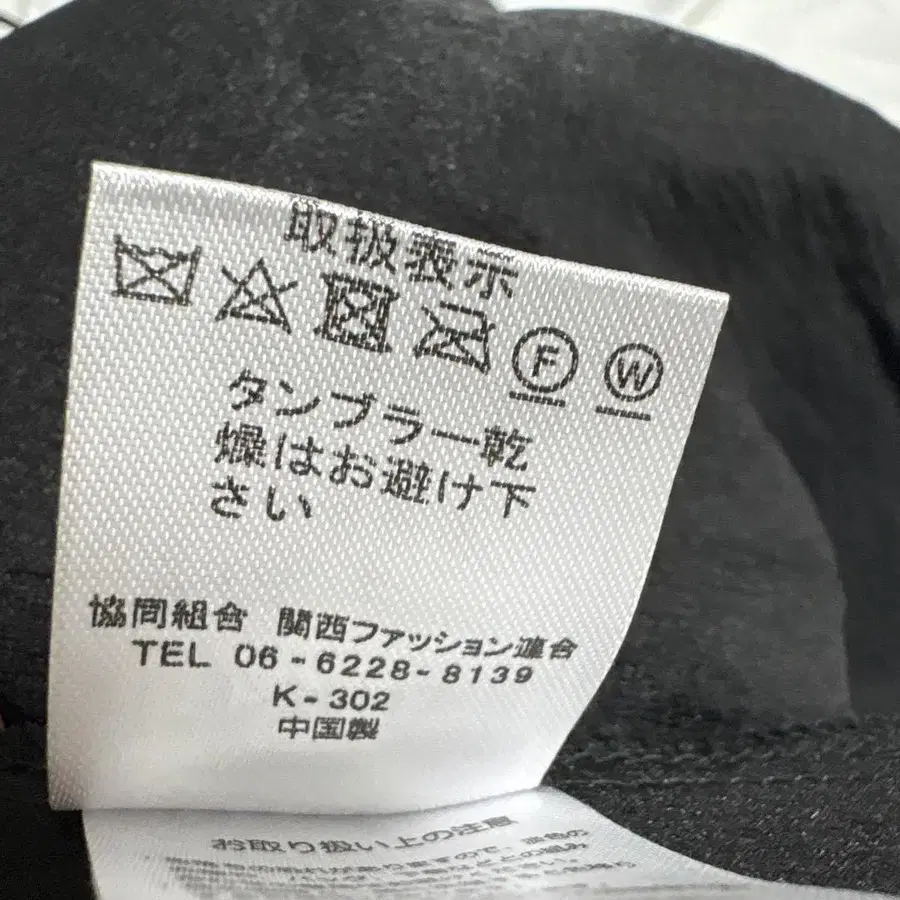 取扱表示
F W
タンブラー乾
燥はお避け下
さい
協同組合 関西ファッション連合
TEL 06-6228-8139
K-302
中国製
お取り扱い上の注意